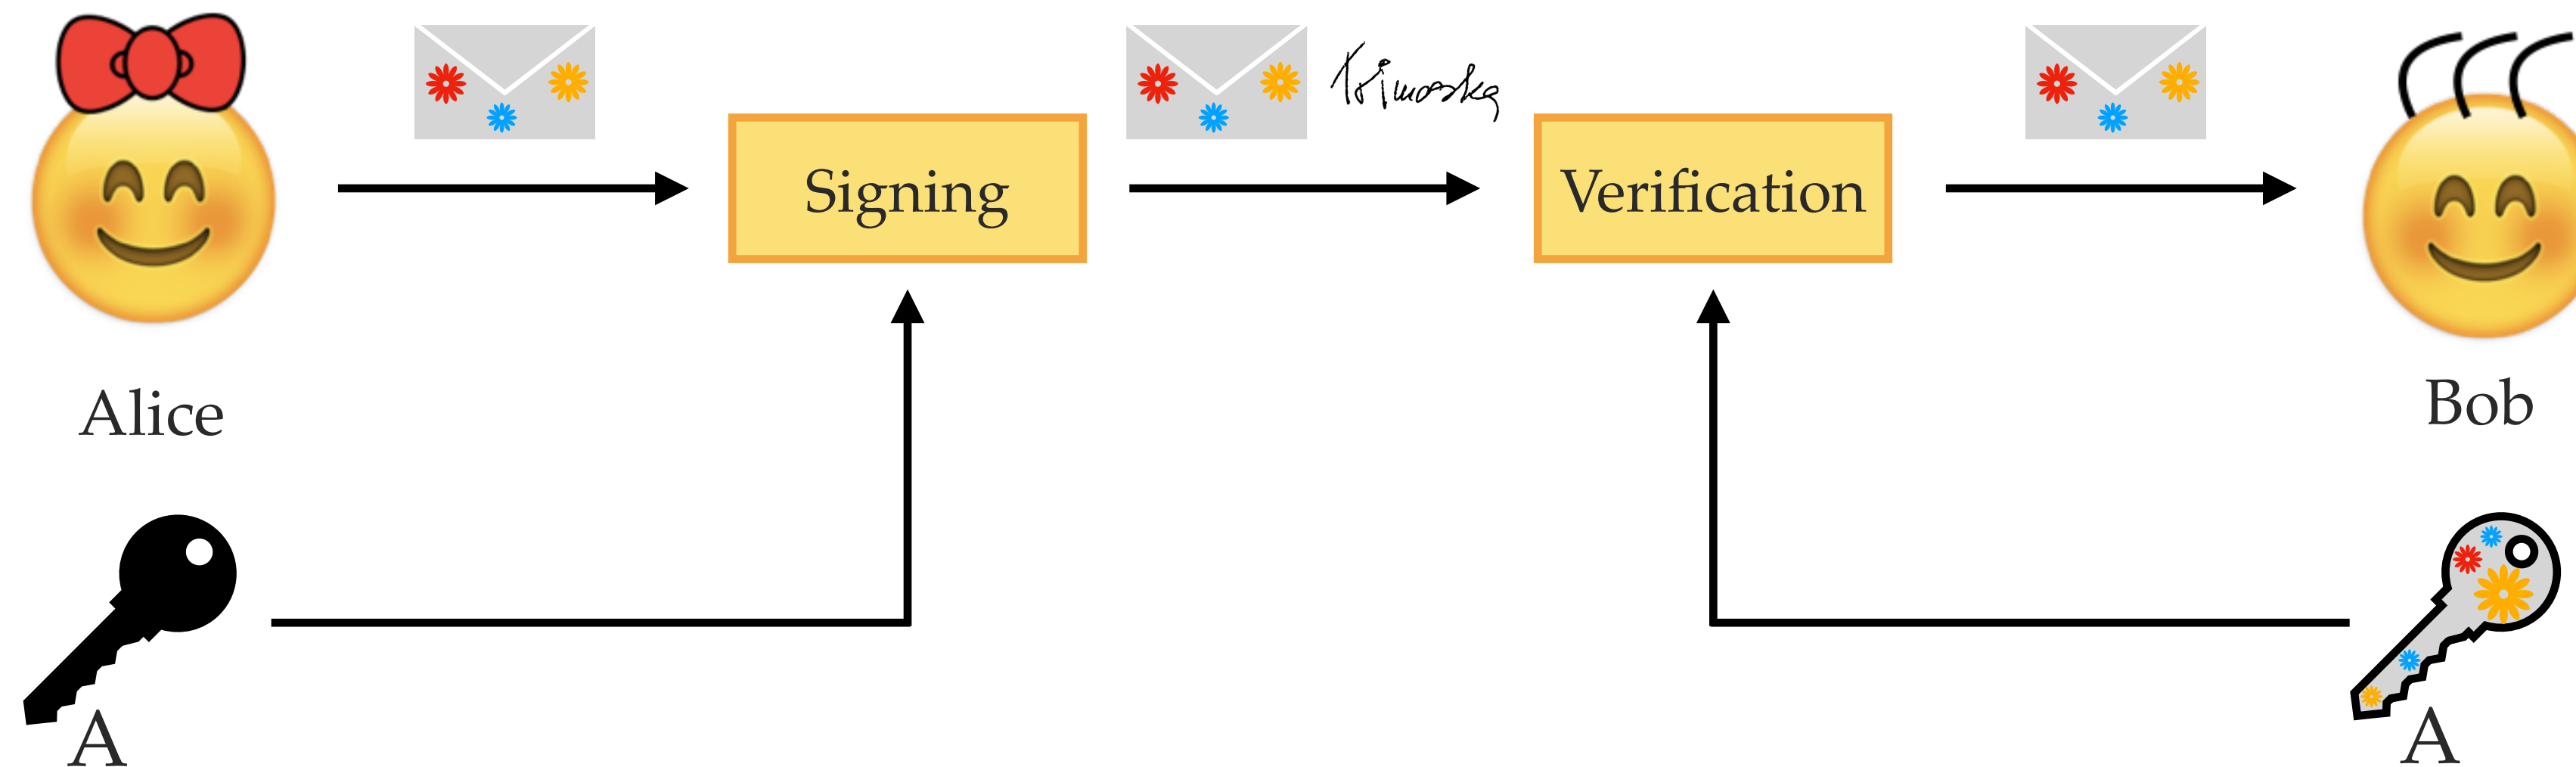 Signing
Verification
Alice
Bob
A
A